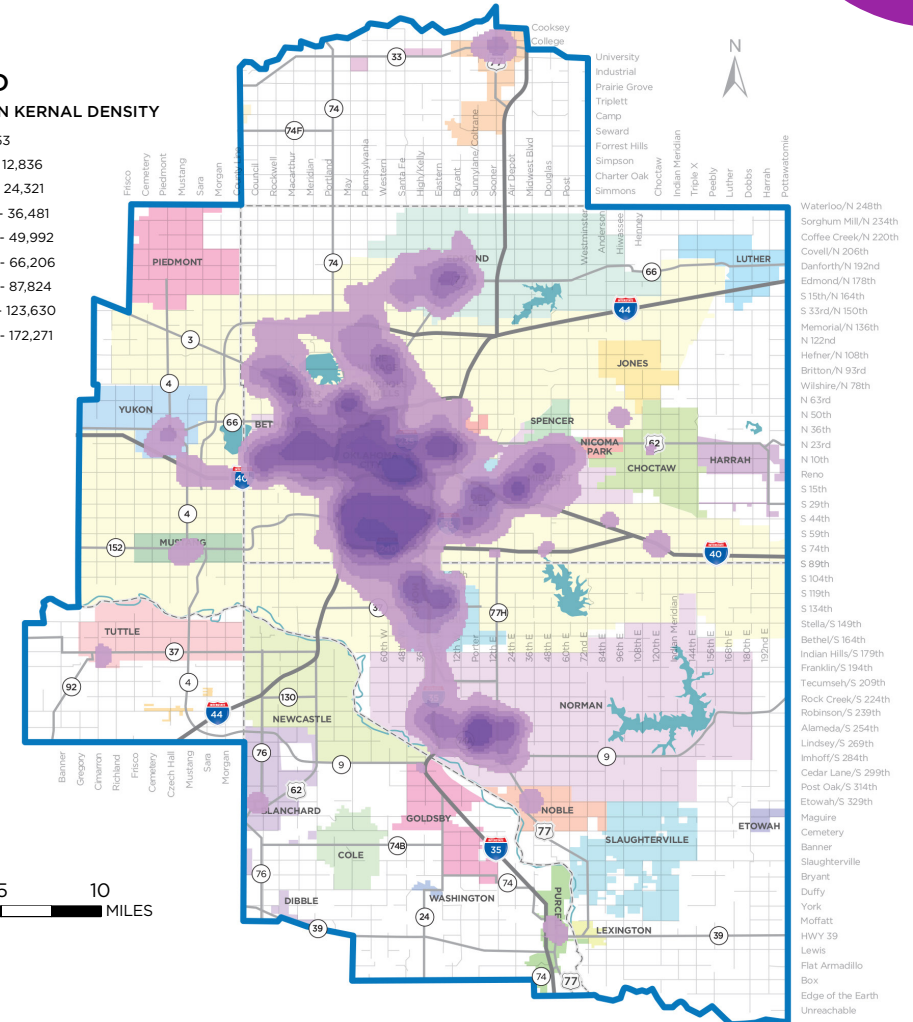 N KERNAL DENSITY
12,836
24,321
- 36,481
- 49,992
- 66,206
- 87,824
- 123,630
- 172,271
N
Cooksey
College
University
Industrial
Prairie Grove
Triplett
Camp
Seward
Forrest Hills
Simpson
Charter Oak
Simmons
Frisco
Cemetery
Piedmont
Mustang
Sara
Morgan
County Line
Council
Rockwell
Macarthur
Meridian
Portland
May
Pennsylvania
Western
Santa Fe
High/Kelly
Eastern
Bryant
Sunnylane/Coltrane
Sooner
Air Depot
Midwest Blvd
Douglas
Post
Westminster
Anderson
Hiwassee
Henney
Choctaw
Indian Meridian
Triple X
Peebly
Luther
Dobbs
Harrah
Pottawatomie
Waterloo/N 248th
Sorghum Mill/N 234th
Coffee Creek/N 220th
Covell/N 206th
Danforth/N 192nd
Edmond/N 178th
S 15th/N 164th
S 33rd/N 150th
Memorial/N 136th
N 122nd
Hefner/N 108th
Britton/N 93rd
Wilshire/N 78th
N 63rd
N 50th
N 36th
N 23rd
N 10th
Reno
S 15th
S 29th
S 44th
S 59th
S 74th
S 89th
S 104th
S 119th
S 134th
Stella/S 149th
Bethel/S 164th
Indian Hills/S 179th
Franklin/S 194th
Tecumseh/S 209th
Rock Creek/S 224th
Robinson/S 239th
Alameda/S 254th
Lindsey/S 269th
Imhoff/S 284th
Cedar Lane/S 299th
Post Oak/S 314th
Etowah/S 329th
Maguire
Cemetery
Banner
Slaughterville
Bryant
Duffy
York
Moffatt
HWY 39
Lewis
Flat Armadillo
Box
Edge of the Earth
Unreachable
33
77
74
74F
PIEDMONT
74
ND
66
LUTHER
44
3
JONES
4
YUKON
66
BET
SPENCER
NICOMA
PARK
62
CHOCTAW
HARRAH
40
4
152
MUSTANG
40
77H
60th W
48th
12th
Porter
12th E
24th E
36th E
48th E
60th E
72nd E
84th E
96th E
108th E
120th E
Indian Meridian
144th E
156th E
168th E
180th E
192nd E
TUTTLE
37
92
4
44
130
NEWCASTLE
NORMAN
9
9
76
62
BLANCHARD
Banner
Gregory
Cimarron
Richland
Frisco
Cemetery
Czech Hall
Mustang
Sara
Morgan
GOLDSBY
NOBLE
77
SLAUGHTERVILLE
ETOWAH
35
74B
COLE
76
74
DIBBLE
WASHINGTON
24
39
PURCE
LEXINGTON
39
74
77
5
10
MILES